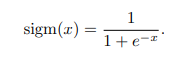 sigm(x) = 1 / (1 + e^{-x}).